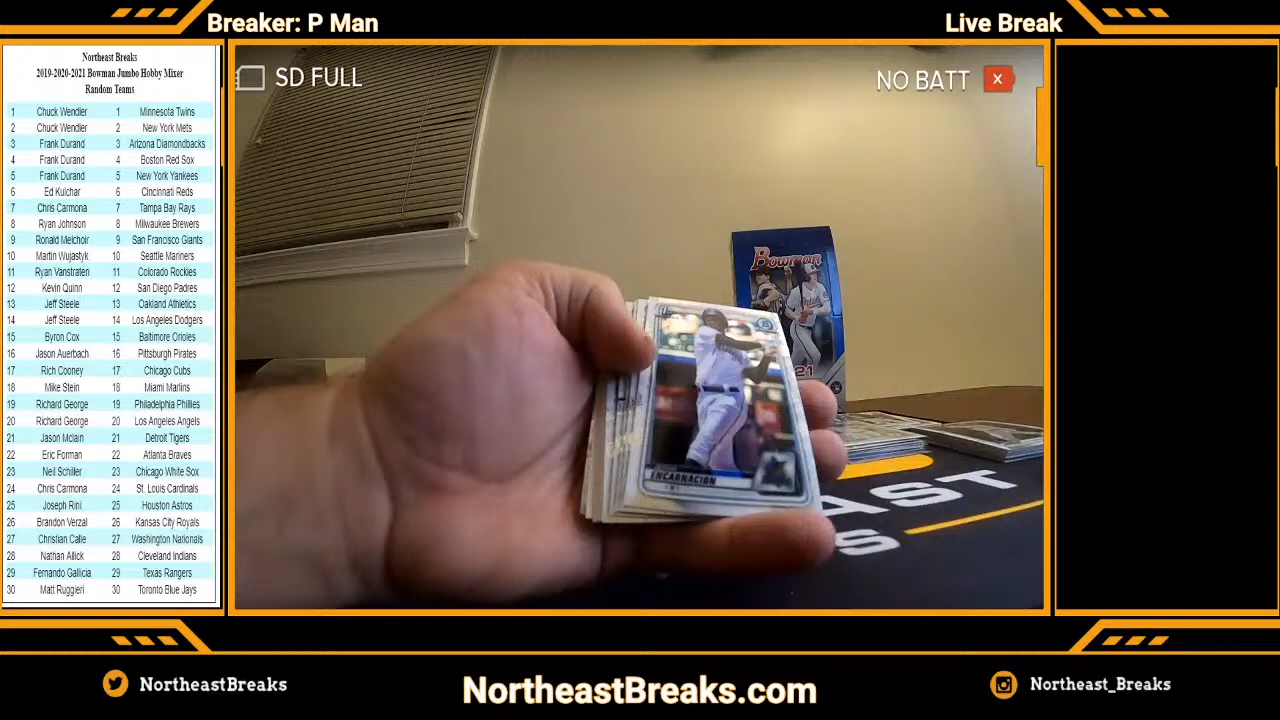 Breaker: P Man
Live Break
Northeast Breaks
2019-2020-2021 Bowman Jumbo Hobby Mixer
Random Teams
1 Chuck Wendler 1 Minnesota Twins
2 Chuck Wendler 2 New York Mets
3 Frank Durand 3 Arizona Diamondbacks
4 Frank Durand 4 Boston Red Sox
5 Frank Durand 5 New York Yankees
6 Ed Kulchar 6 Cincinnati Reds
7 Chris Carmona 7 Tampa Bay Rays
8 Ryan Johnson 8 Milwaukee Brewers
9 Ronald Melchoir 9 San Francisco Giants
10 Martin Wujastyk 10 Seattle Mariners
11 Ryan Vanstraten 11 Colorado Rockies
12 Kevin Quinn 12 San Diego Padres
13 Jeff Steele 13 Oakland Athletics
14 Jeff Steele 14 Los Angeles Dodgers
15 Byron Cox 15 Baltimore Orioles
16 Jason Auerbach 16 Pittsburgh Pirates
17 Rich Cooney 17 Chicago Cubs
18 Mike Stein 18 Miami Marlins
19 Richard George 19 Philadelphia Phillies
20 Richard George 20 Los Angeles Angels
21 Jason Mclain 21 Detroit Tigers
22 Eric Forman 22 Atlanta Braves
23 Neil Schiller 23 Chicago White Sox
24 Chris Carmona 24 St. Louis Cardinals
25 Joseph Rini 25 Houston Astros
26 Brandon Verzal 26 Kansas City Royals
27 Christian Calle 27 Washington Nationals
28 Nathan Allick 28 Cleveland Indians
29 Fernando Gallicia 29 Texas Rangers
30 Matt Ruggieri 30 Toronto Blue Jays
SD FULL
NO BATT
Bowman
21
ENCARNACION
AST
S
NortheastBreaks
NortheastBreaks.com
Northeast_Breaks